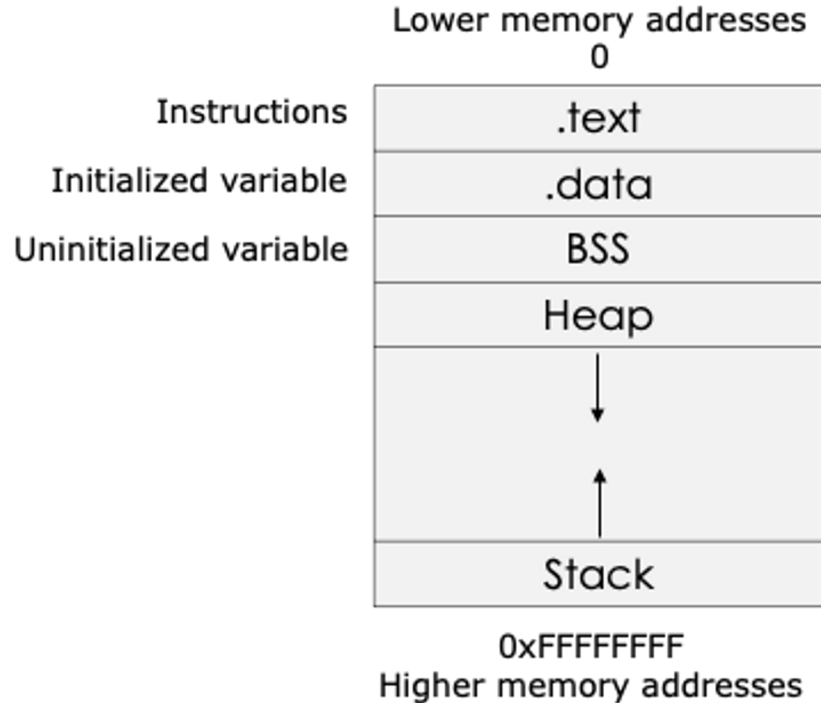 Lower memory addresses
0
Instructions
.text
Initialized variable
.data
Uninitialized variable
BSS
Heap
Stack
0xFFFFFFFF
Higher memory addresses